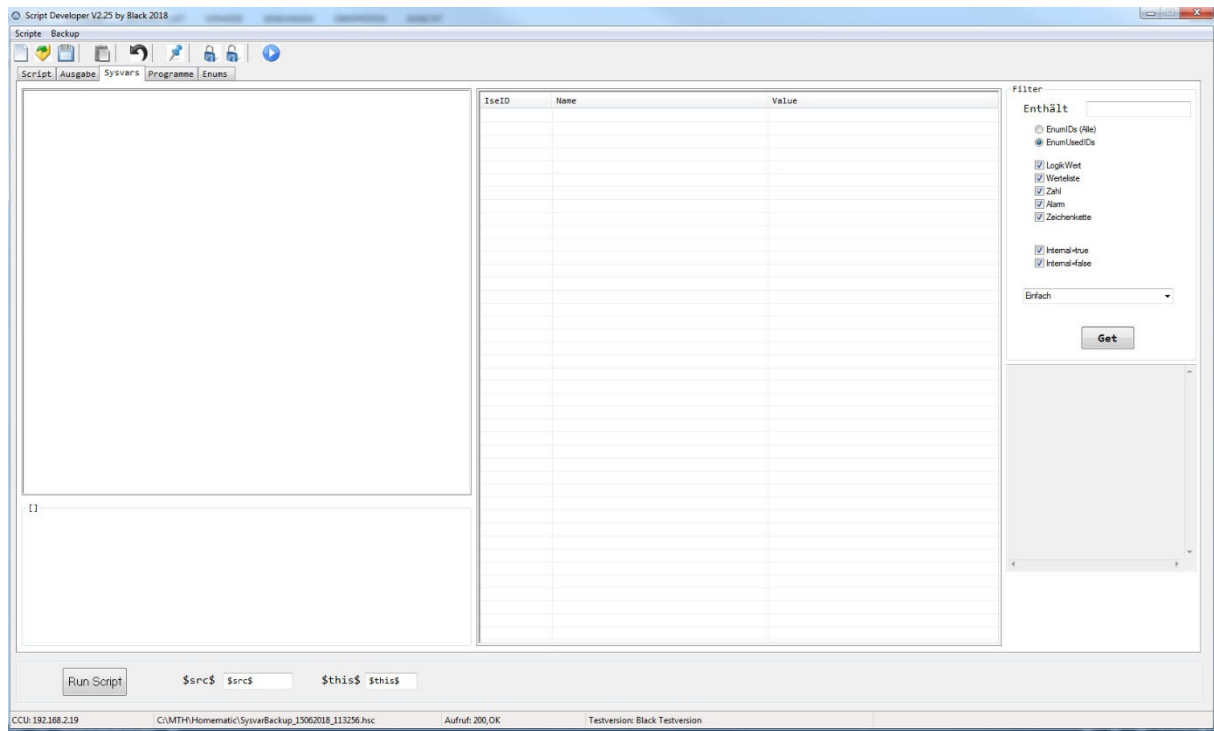 Script Developer V2.25 by Black 2018
Scripte Backup
Script Ausgabe Sysvars Programme Enums
IseID Name Value
Filter
Enthält
EnumIDs (Alle)
EnumUsedIDs
LogikWert
Werteliste
Zahl
Alarm
Zeichenkette
Internal=true
Internal=false
Einfach
Get
[]
Run Script $src$ $src$ $this$ $this$
CCU: 192.168.2.19 C:\MTH\Homematic\SysvarBackup_15062018_113256.hsc Aufruf: 200,OK Testversion: Black Testversion